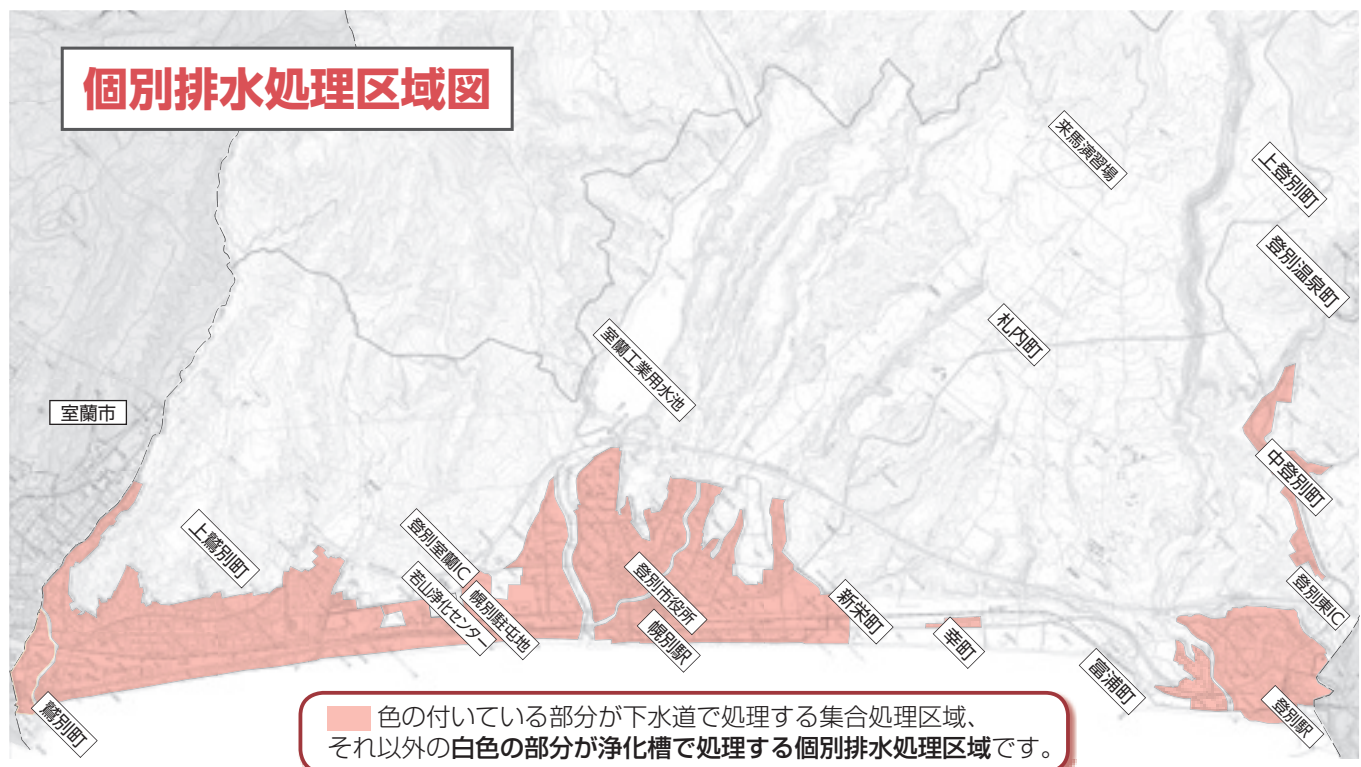 個別排水処理区域図
来馬演習場
上登別町
登別温泉町
札内町
室蘭工業用水池
室蘭市
中登別町
上鷲別町
登別室蘭IC
若山浄化センター
幌別駐屯地
登別市役所
幌別駅
新栄町
幸町
登別東IC
富浦町
登別駅
鷲別町
色の付いている部分が下水道で処理する集合処理区域、
それ以外の白色の部分が浄化槽で処理する個別排水処理区域です。